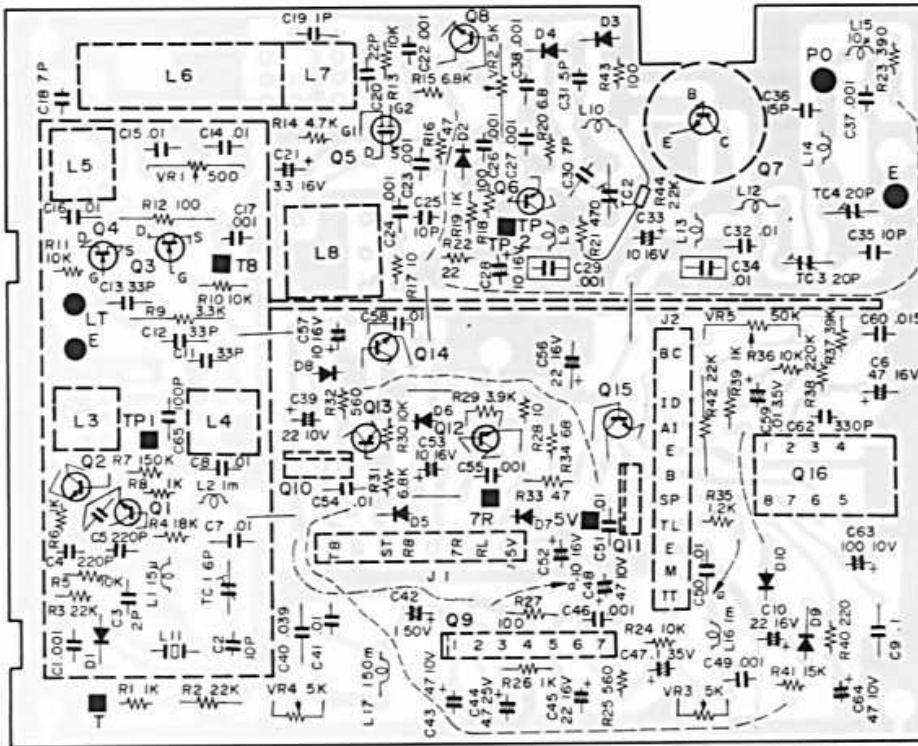 C19 1P
Q8
D4
D3
L15
10μ
L6
L7
22P
C20
10K
R13
C22 .001
VR2 5K
C38 .001
C31 5P
R43
100
PO
R23 390
C18 7P
R15 6.8K
L10
B
E
C
Q7
C36
15P
C37 .001
C15 .01
C14 .01
R14 4.7K
G1
G2
D
S
Q5
R16
47
D2
R20
6.8
C26 .001
C27 .001
L14
L5
VR1 500
C21
3.3 16V
C23 .001
C30 7P
TC2
R44
2.2K
L12
E
C16 .01
R12 100
C17
.001
C24
.001
C25
10P
R19 1K
R18 100
Q6
TP
TP 2
L9
R21 470
C33
10 16V
L13
C32 .01
TC4 20P
C35 10P
R11
10K
D
S
G
Q4
Q3
D
S
G
T8
L8
R17 10
R22
22
C28
10 16V
C29
.001
C34
.01
TC3 20P
C13 33P
R10 10K
LT
E
R9 3.3K
C12 33P
C11 33P
C57
10 16V
C58 .01
Q14
C56
22 16V
J2
VR5 50K
C60 .015
D8
R32
560
BC
R42 22K
R39 1K
R36 10K
R38 220K
R37 39K
C6
47 16V
C39
22 10V
Q13
R30 10K
D6
R29 3.9K
Q12
10
R28
68
R34
Q15
ID
AI
C59
.01 35V
C62 330P
L3
TP1
C65 100P
L4
C53
10 16V
E
1 2 3 4
Q16
8 7 6 5
Q2
R7 150K
C8 .01
Q10
R31
6.8K
C55 .001
B
R8 1K
L2 1m
C54 .01
7R
R33 47
SP
R35
1.2K
R6 1K
Q1
R4 18K
C7 .01
D5
D7
5V
.01
C51
Q11
TL
C5 220P
C4
220P
T8 ST R8 7R RL 5V
J1
C52
10 16V
E
C50 .01
D10
C63
100 10V
R5
10K
L1 15μ
TC1 6P
C48
47 10V
M
TT
R3 22K
C3
2P
C40 .039
C41 .01
C42
1 50V
Q9
R27
100
C46 .001
L16 1m
C10
22 16V
D9
R40 220
C1 .001
D1
L11
C2
10P
1 2 3 4 5 6 7
R24 10K
C47 .1 35V
C9 .1
E
L17 150
C49 .001
R41 15K
T
R1 1K
R2 22K
VR4 5K
C43 47 10V
C44
4.7 25V
R26 1K
C45
22 16V
R25 560
VR3 5K
C64
47 10V